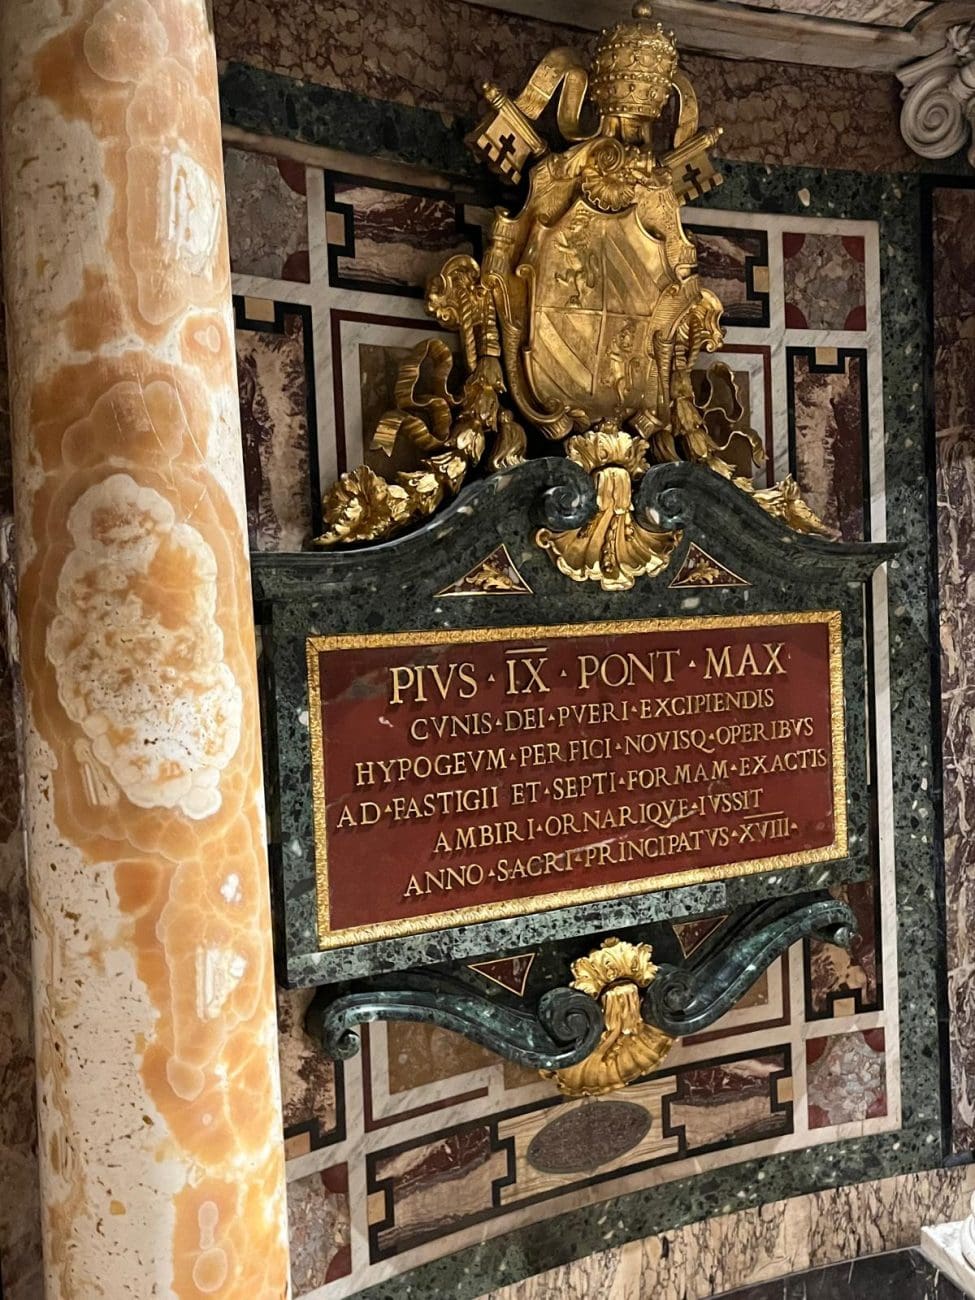 PIVS · IX · PONT · MAX
CVNIS · DEI · PVERI · EXCIPIENDIS
HYPOGEVM · PERFICI · NOVISQ · OPERIBVS
AD · FASTIGII ET · SEPTI · FORMAM · EXACTIS
AMBIRI · ORNARIQVE · IVSSIT
ANNO · SACRI · PRINCIPATVS · XVIII ·